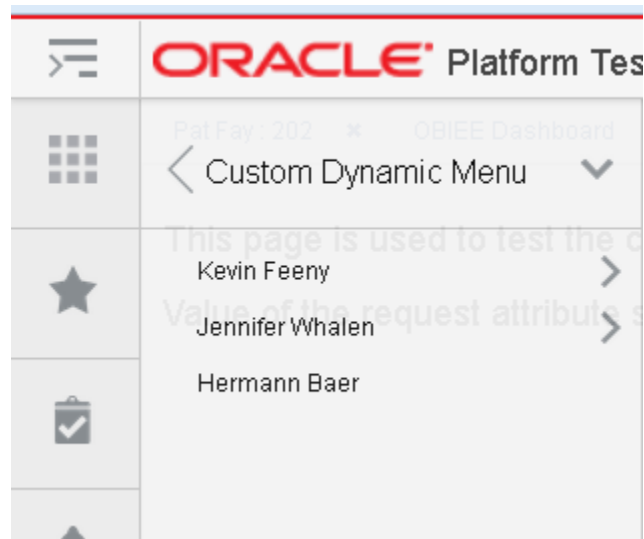 ORACLE Platform Tes
Pat Fay : 202 × OBIEE Dashboard
Custom Dynamic Menu
This page is used to test the c
Kevin Feeny
Value of the request attribute s
Jennifer Whalen
Hermann Baer